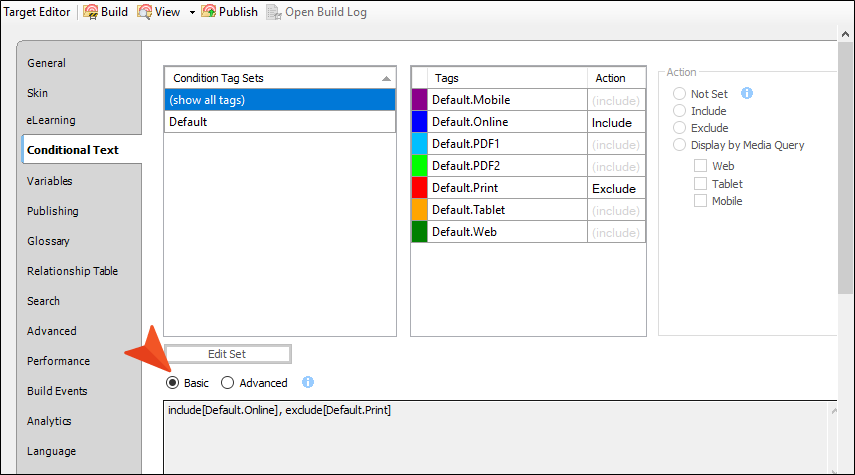 Target Editor Build View Publish Open Build Log
General
Skin
eLearning
Conditional Text
Variables
Publishing
Glossary
Relationship Table
Search
Advanced
Performance
Build Events
Analytics
Language
Condition Tag Sets
(show all tags)
Default
Tags Action
Default.Mobile (include)
Default.Online Include
Default.PDF1 (include)
Default.PDF2 (include)
Default.Print Exclude
Default.Tablet (include)
Default.Web (include)
Action
Not Set
Include
Exclude
Display by Media Query
Web
Tablet
Mobile
Edit Set
Basic Advanced
include[Default.Online], exclude[Default.Print]